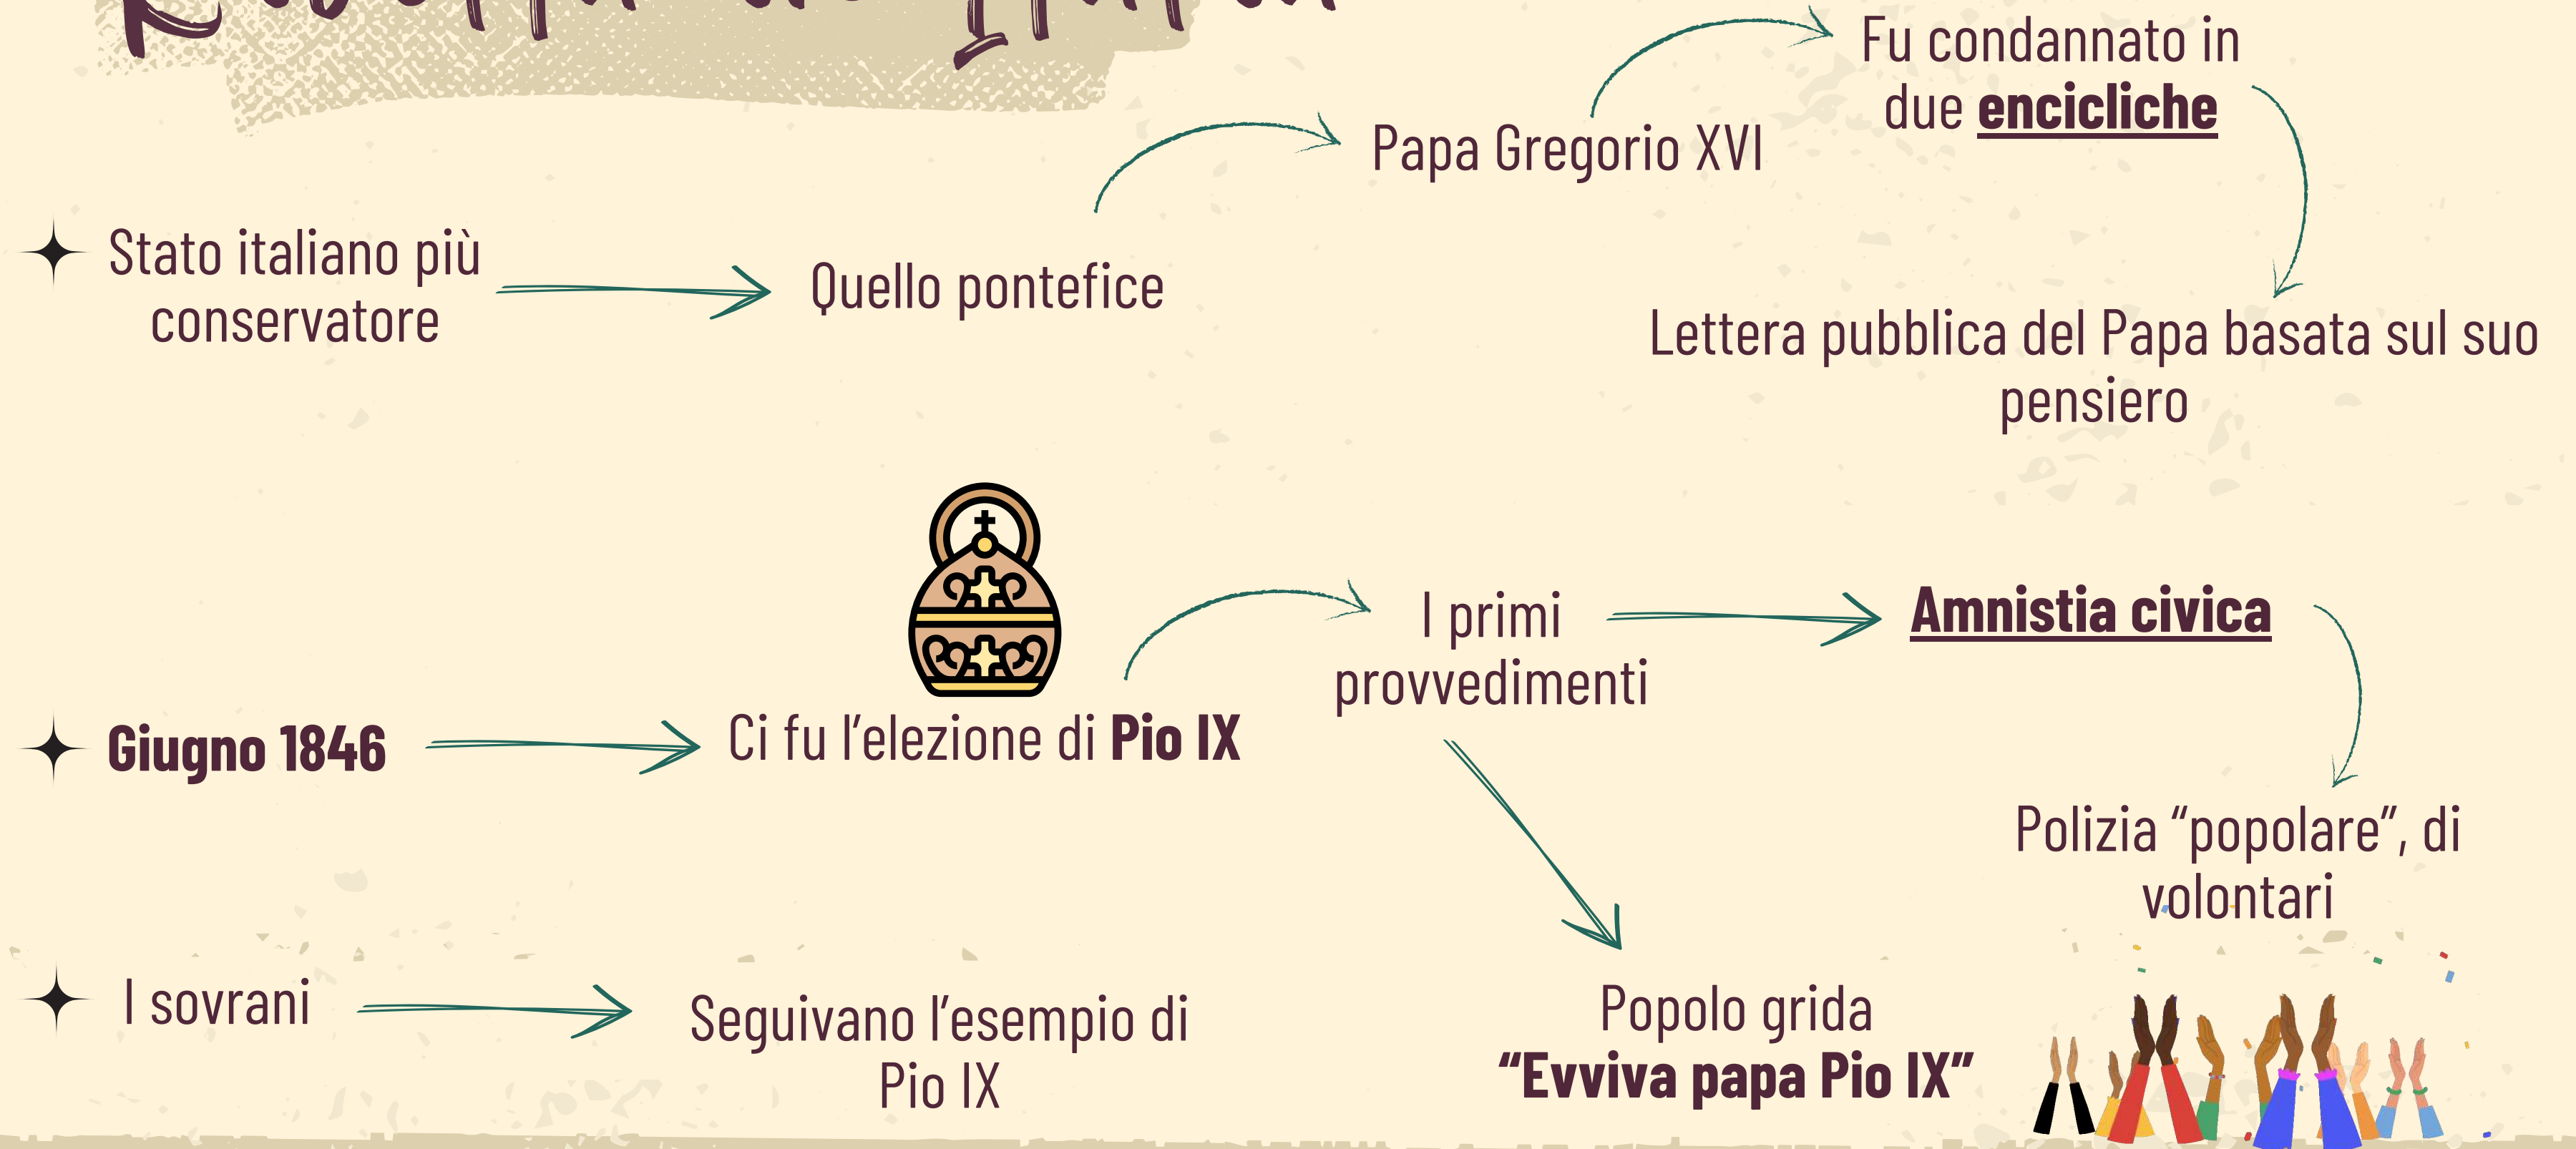 Fu condannato in
due encicliche
Papa Gregorio XVI
Stato italiano più
conservatore
Quello pontefice
Lettera pubblica del Papa basata sul suo
pensiero
I primi
provvedimenti
Amnistia civica
Giugno 1846
Ci fu l’elezione di Pio IX
Polizia “popolare”, di
volontari
I sovrani
Seguivano l’esempio di
Pio IX
Popolo grida
“Evviva papa Pio IX”